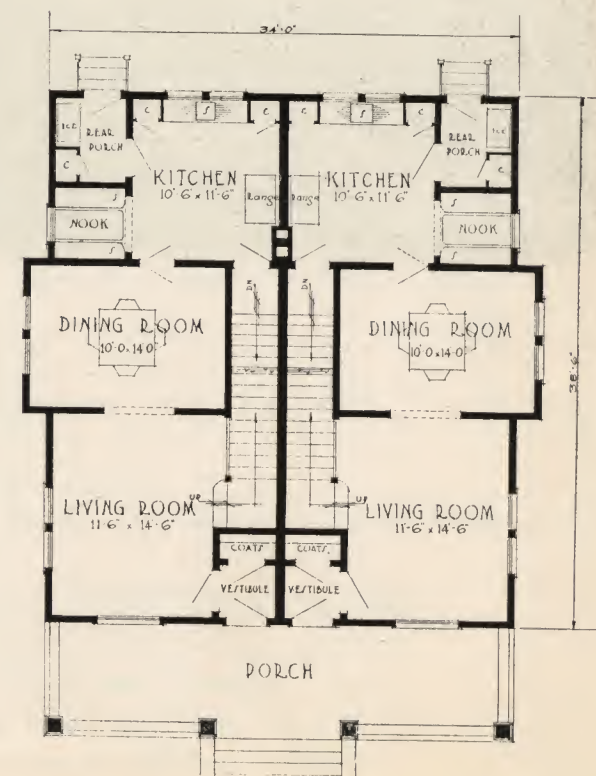 34'-0"
C S C C S C
ICE REAR PORCH REAR PORCH ICE
C C
KITCHEN KITCHEN
10'-6" x 11'-6" 10'-6" x 11'-6"
Range Range
S S
NOOK NOOK
S S
DN DN
DINING ROOM DINING ROOM
10'-0 x 14'-0 10'-0 x 14'-0
38'-6"
UP UP
LIVING ROOM LIVING ROOM
11'-6" x 14'-6" 11'-6" x 14'-6"
COATS COATS.
VESTIBULE VESTIBULE
PORCH